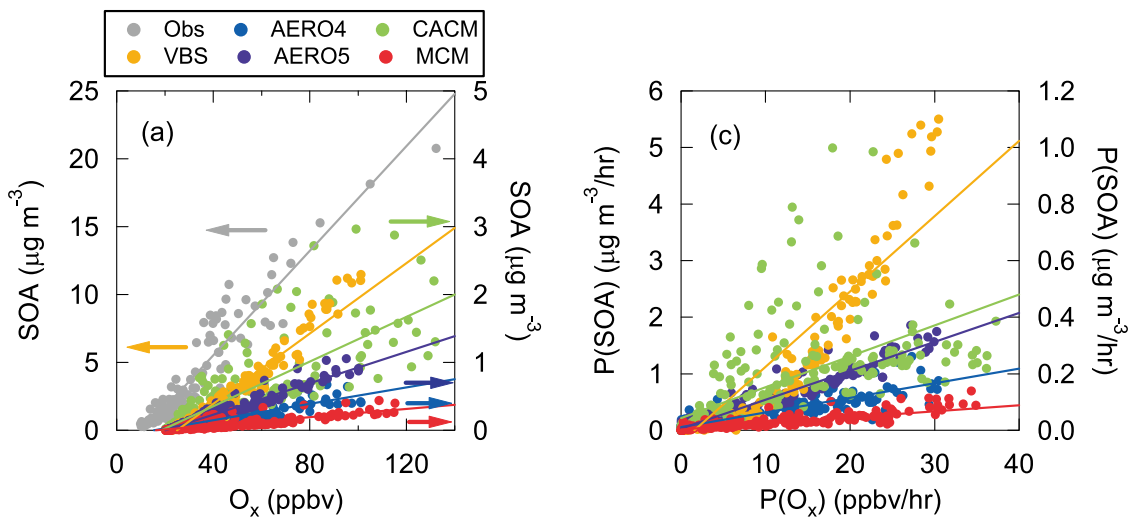 Obs AERO4 CACM
VBS AERO5 MCM
(a)
SOA (μg m⁻³)
25
20
15
10
5
0
SOA (μg m⁻³)
5
4
3
2
1
0
0 40 80 120
Oₓ (ppbv)
(c)
P(SOA) (μg m⁻³/hr)
6
5
4
3
2
1
0
P(SOA) (μg m⁻³/hr)
1.2
1.0
0.8
0.6
0.4
0.2
0.0
0 10 20 30 40
P(Oₓ) (ppbv/hr)